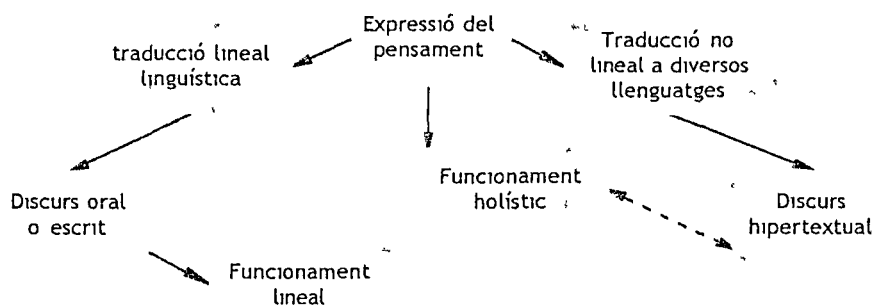 Expressió del
pensament
traducció lineal
linguística
Traducció no
lineal a diversos
llenguatges
Funcionament
holístic
Discurs oral
o escrit
Discurs
hipertextual
Funcionament
lineal